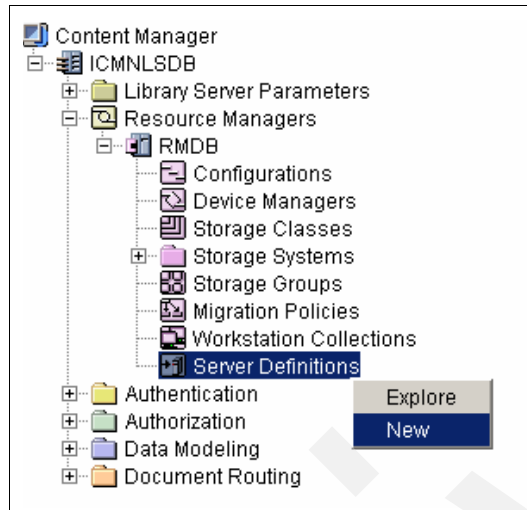 Content Manager
ICMNLSDB
Library Server Parameters
Resource Managers
RMDB
Configurations
Device Managers
Storage Classes
Storage Systems
Storage Groups
Migration Policies
Workstation Collections
Server Definitions
Explore
Authentication
New
Authorization
Data Modeling
Document Routing